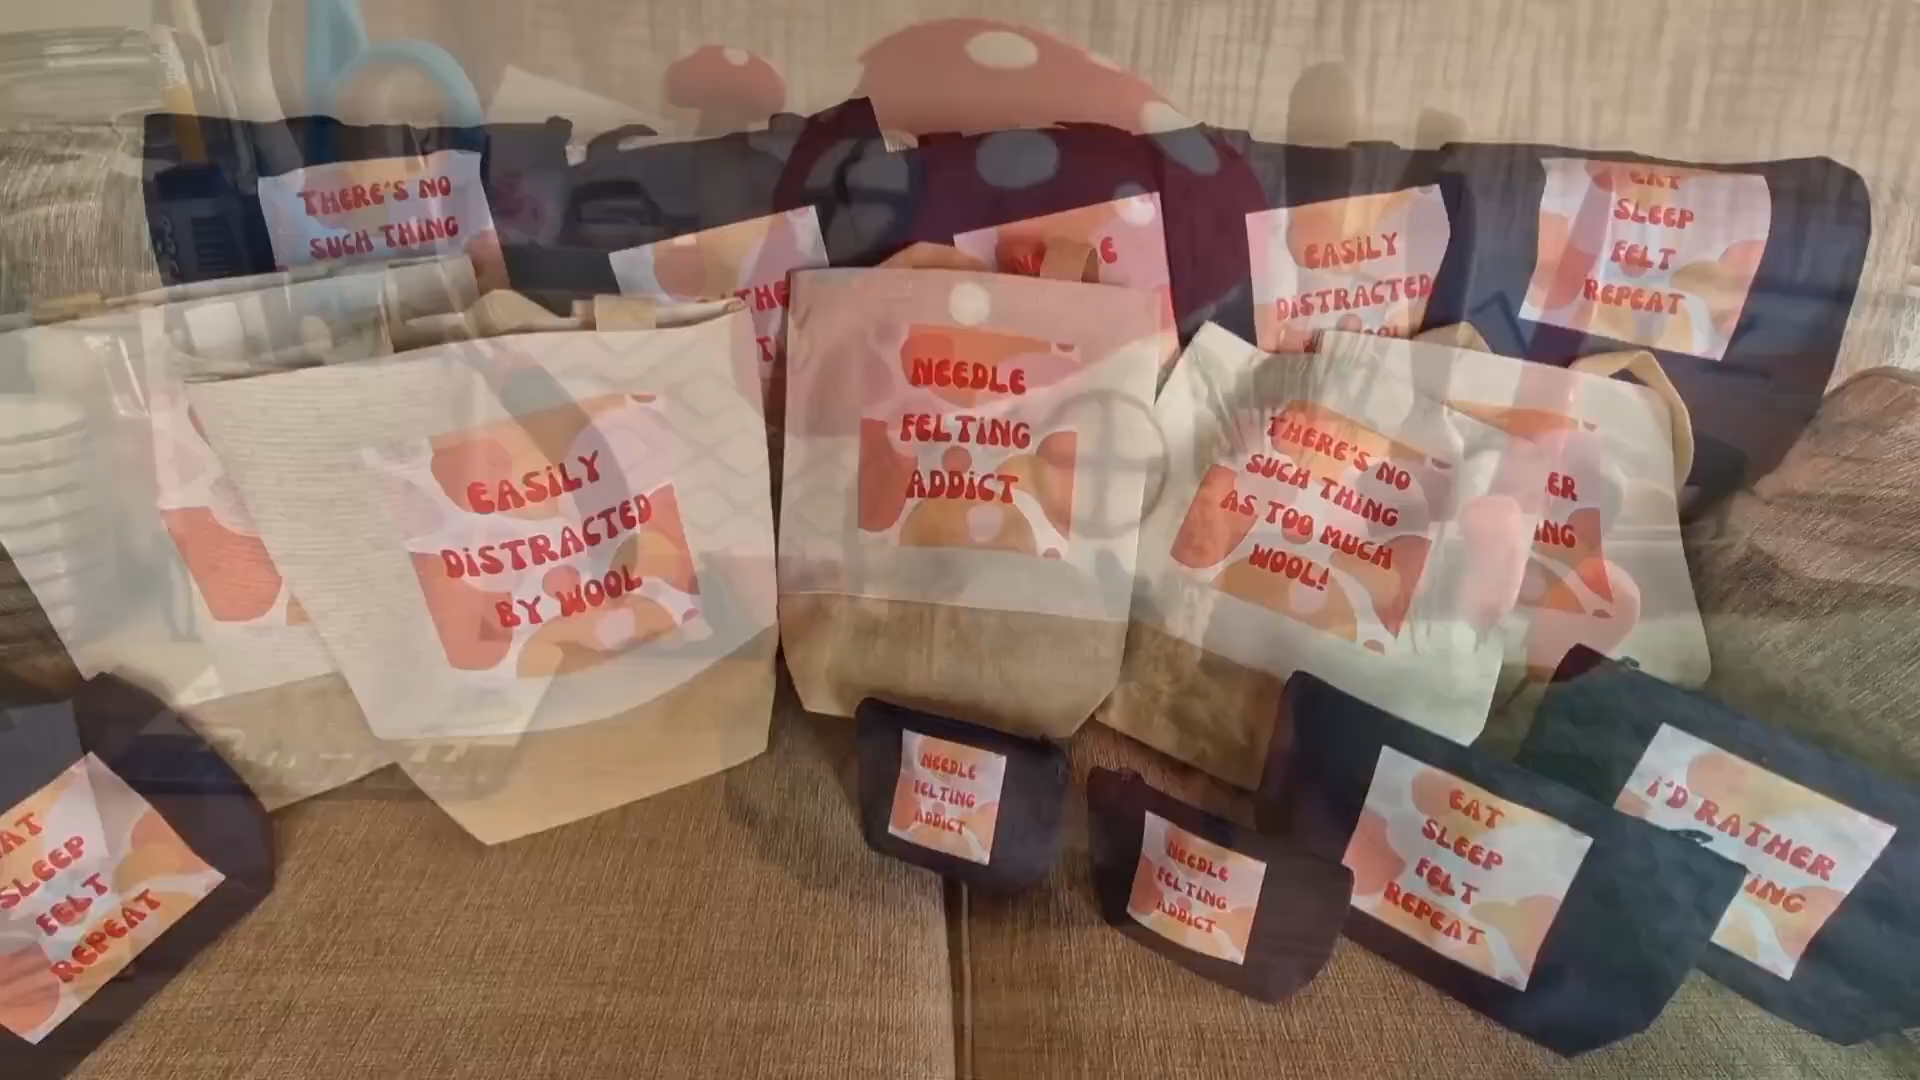 THERE'S NO
SUCH THING
EASILY
DISTRACTED
EAT
SLEEP
FELT
REPEAT
EASILY
DISTRACTED
BY WOOL
NEEDLE
FELTING
ADDICT
THERE'S NO
SUCH THING
AS TOO MUCH
WOOL!
EAT
SLEEP
FELT
REPEAT
NEEDLE
FELTING
ADDICT
NEEDLE
FELTING
ADDICT
EAT
SLEEP
FELT
REPEAT
I'D RATHER